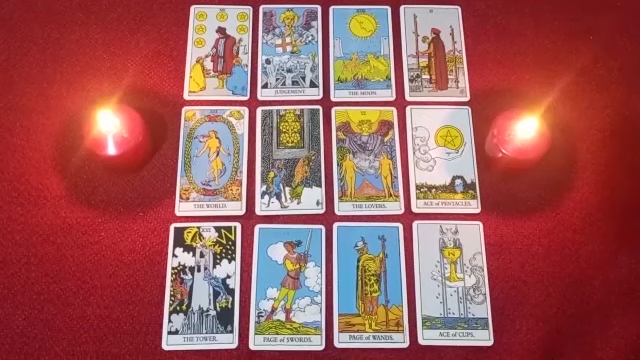 JUDGEMENT.
THE MOON.
THE WORLD.
THE LOVERS.
ACE of PENTACLES.
THE TOWER.
PAGE of SWORDS.
PAGE of WANDS.
ACE of CUPS.